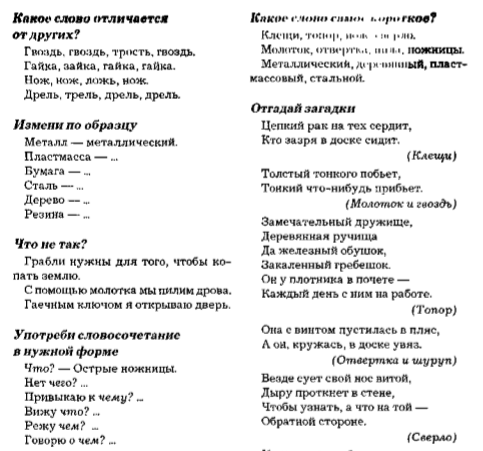 Какое слово отличается
от других?
Гвоздь, гвоздь, трость, гвоздь.
Гайка, зайка, гайка, гайка.
Нож, нож, ложь, нож.
Дрель, трель, дрель, дрель.
Измени по образцу
Металл — металлический.
Пластмасса — ...
Бумага — ...
Сталь — ...
Дерево — ...
Резина — ...
Что не так?
Грабли нужны для того, чтобы ко-
пать землю.
С помощью молотка мы пилим дрова.
Гаечным ключом я открываю дверь.
Употреби словосочетание
в нужной форме
Что? — Острые ножницы.
Нет чего? ...
Привыкаю к чему? ...
Вижу что? ...
Режу чем? ...
Говорю о чем? ...
Какое слово самое короткое?
Клещи, топор, нож,
Молоток, отвертка, пила, ножницы.
Металлический, деревянный, пласт-
массовый, стальной.
Отгадай загадки
Цепкий рак на тех сердит,
Кто зазря в доске сидит.
(Клещи)
Толстый тонкого побьет,
Тонкий что-нибудь прибьет.
(Молоток и гвоздь)
Замечательный дружище,
Деревянная ручища
Да железный обушок,
Закаленный гребешок.
Он у плотника в почете —
Каждый день с ним на работе.
(Топор)
Она с винтом пустилась в пляс,
А он, кружась, в доске увяз.
(Отвертка и шуруп)
Везде сует свой нос витой,
Дыру проткнет в стене,
Чтобы узнать, а что на той —
Обратной стороне.
(Сверло)